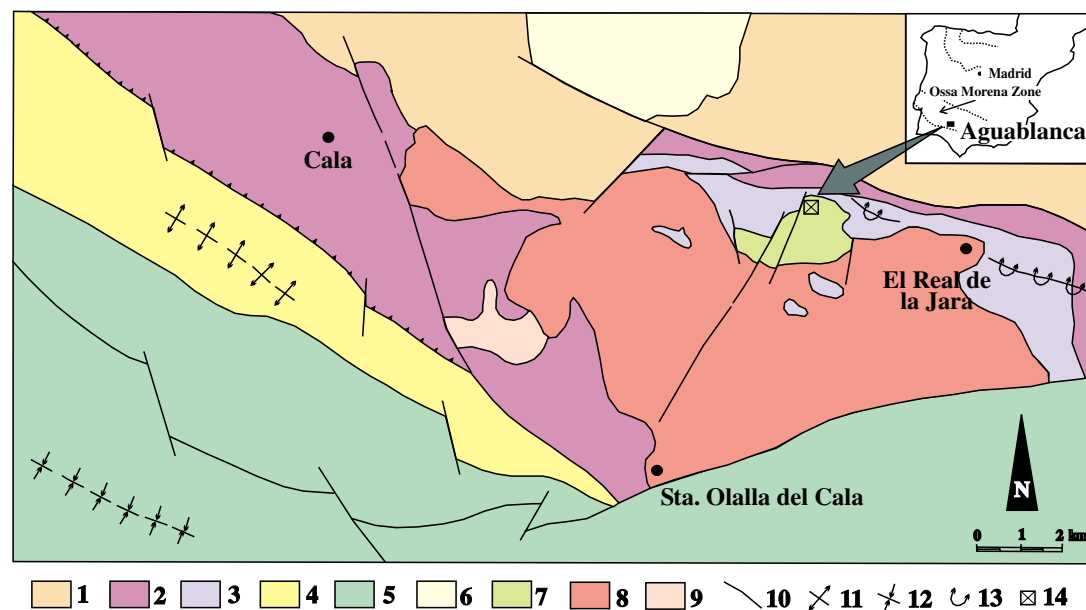 Madrid
Ossa Morena Zone
Aguablanca
Cala
El Real de
la Jara
Sta. Olalla del Cala
N
0 1 2 km
1 2 3 4 5 6 7 8 9 10 11 12 13 14